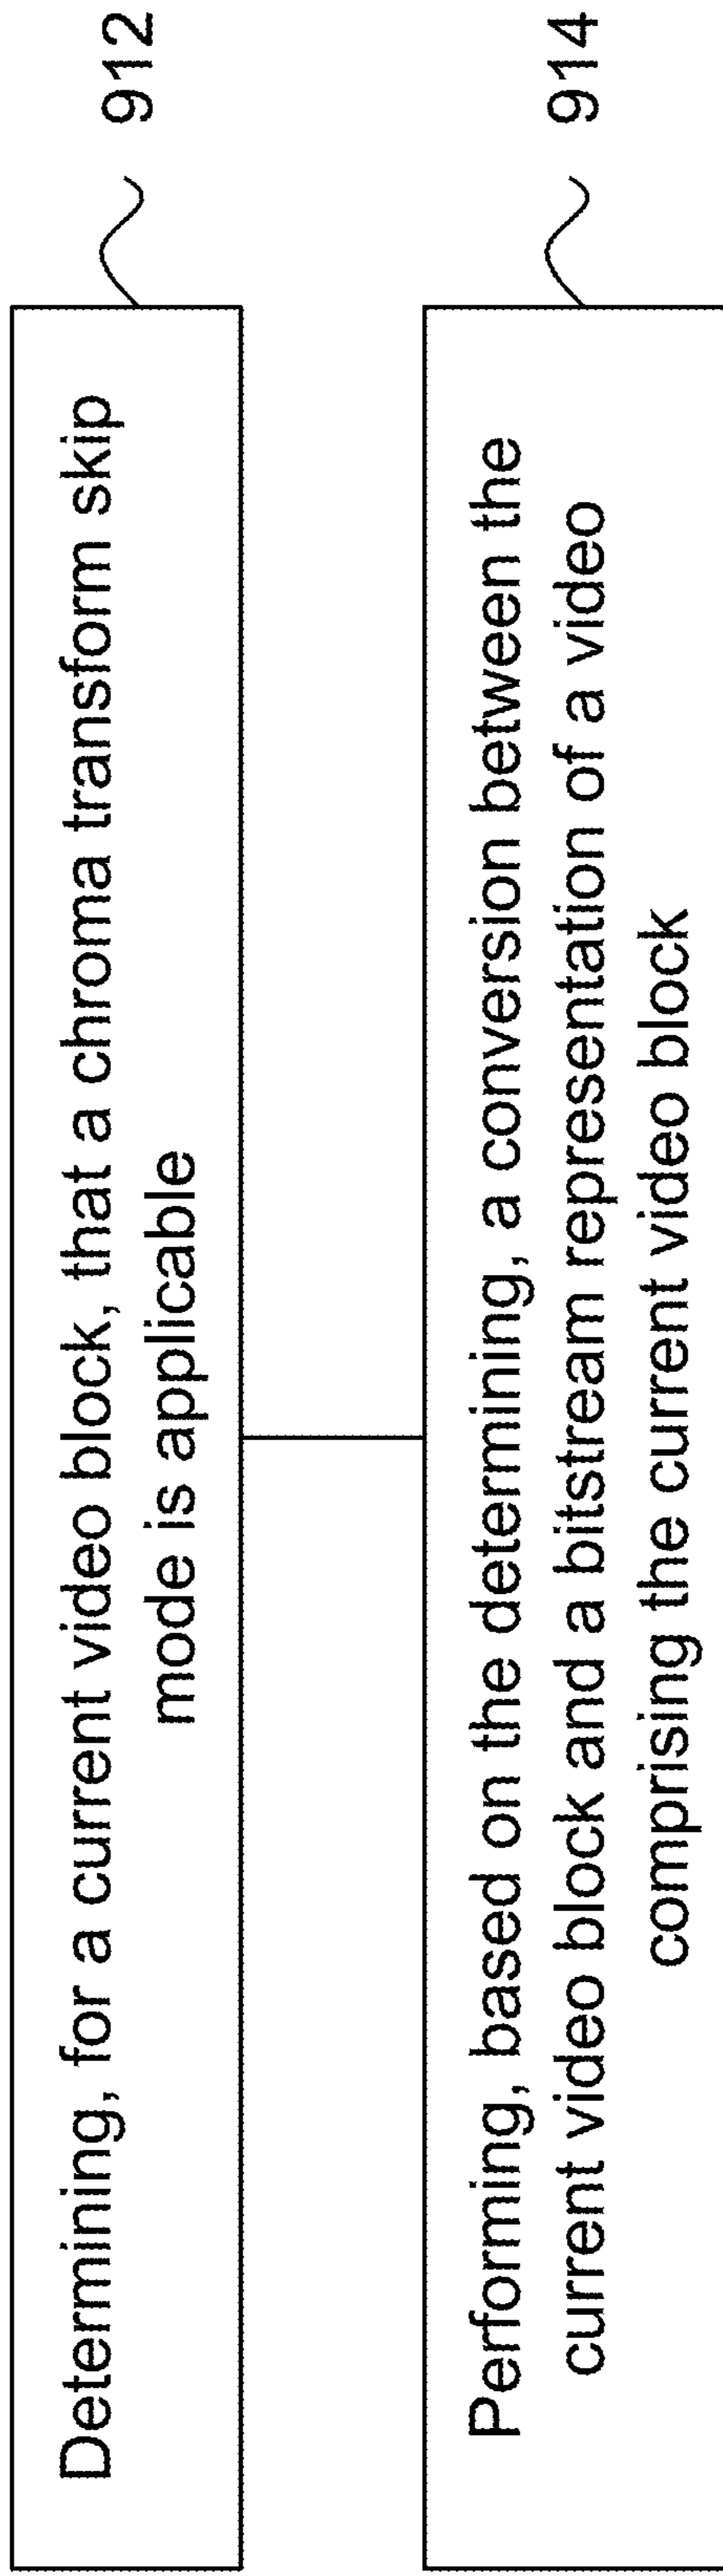 Determining, for a current video block, that a chroma transform skip
mode is applicable
912
Performing, based on the determining, a conversion between the
current video block and a bitstream representation of a video
comprising the current video block
914